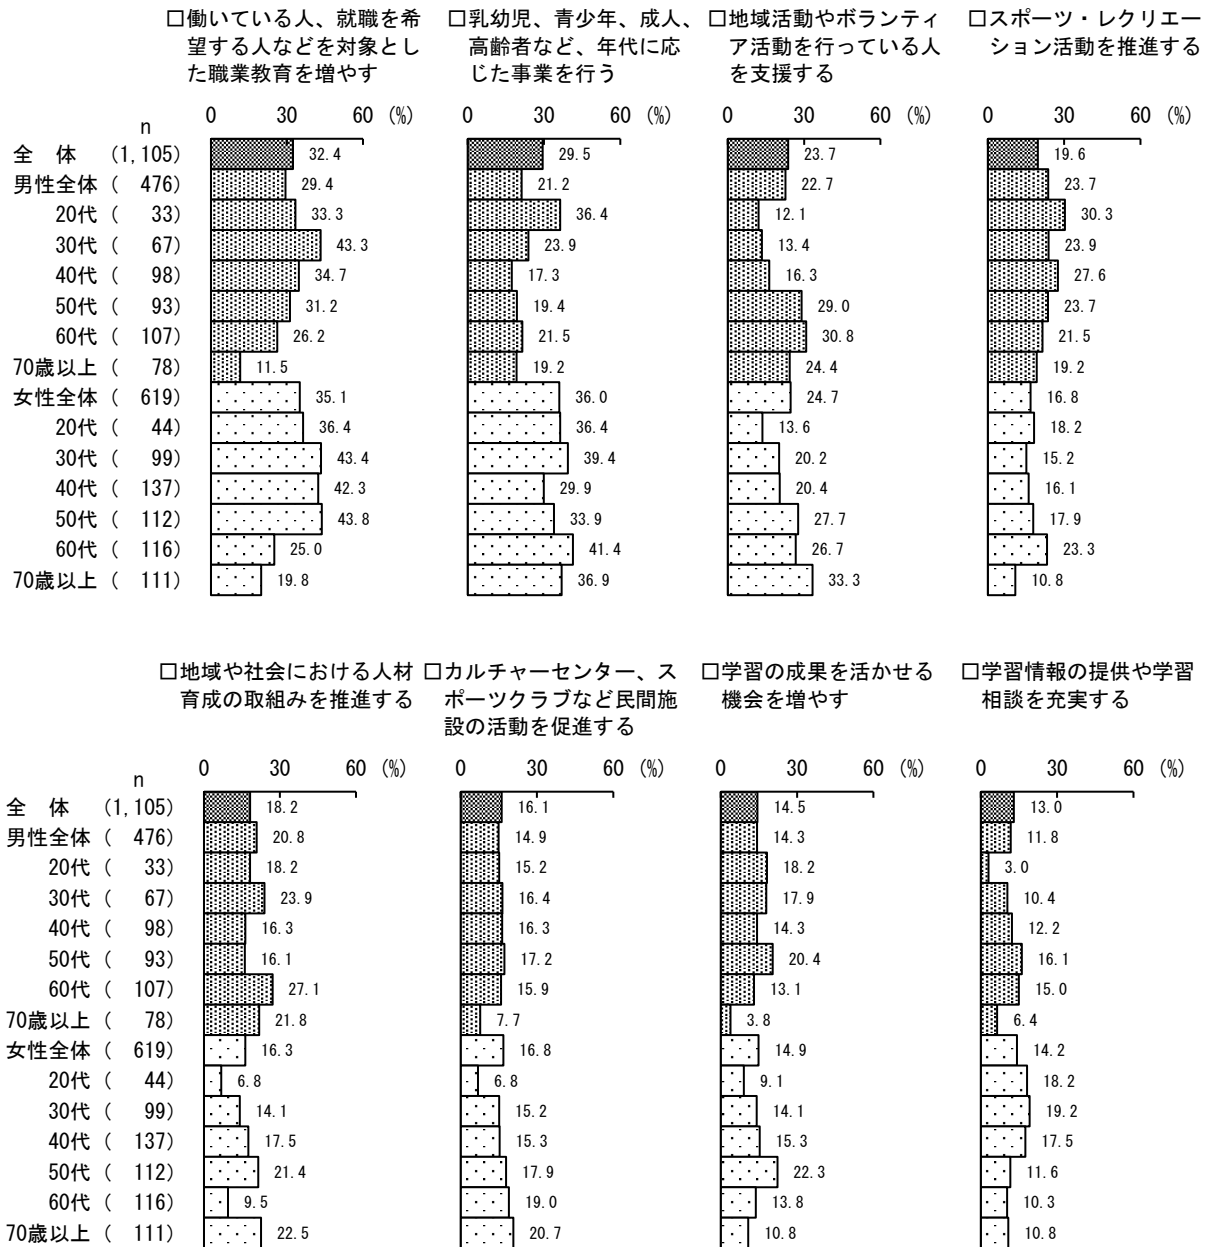 □働いている人、就職を希望する人などを対象とした職業教育を増やす
□乳幼児、青少年、成人、高齢者など、年代に応じた事業を行う
□地域活動やボランティア活動を行っている人を支援する
□スポーツ・レクリエーション活動を推進する
0 30 60 (%) 0 30 60 (%) 0 30 60 (%) 0 30 60 (%)
n
全 体 (1,105) 32.4 29.5 23.7 19.6
男性全体 ( 476) 29.4 21.2 22.7 23.7
20代 ( 33) 33.3 36.4 12.1 30.3
30代 ( 67) 43.3 23.9 13.4 23.9
40代 ( 98) 34.7 17.3 16.3 27.6
50代 ( 93) 31.2 19.4 29.0 23.7
60代 ( 107) 26.2 21.5 30.8 21.5
70歳以上 ( 78) 11.5 19.2 24.4 19.2
女性全体 ( 619) 35.1 36.0 24.7 16.8
20代 ( 44) 36.4 36.4 13.6 18.2
30代 ( 99) 43.4 39.4 20.2 15.2
40代 ( 137) 42.3 29.9 20.4 16.1
50代 ( 112) 43.8 33.9 27.7 17.9
60代 ( 116) 25.0 41.4 26.7 23.3
70歳以上 ( 111) 19.8 36.9 33.3 10.8
□地域や社会における人材育成の取組みを推進する
□カルチャーセンター、スポーツクラブなど民間施設の活動を促進する
□学習の成果を活かせる機会を増やす
□学習情報の提供や学習相談を充実する
0 30 60 (%) 0 30 60 (%) 0 30 60 (%) 0 30 60 (%)
n
全 体 (1,105) 18.2 16.1 14.5 13.0
男性全体 ( 476) 20.8 14.9 14.3 11.8
20代 ( 33) 18.2 15.2 18.2 3.0
30代 ( 67) 23.9 16.4 17.9 10.4
40代 ( 98) 16.3 16.3 14.3 12.2
50代 ( 93) 16.1 17.2 20.4 16.1
60代 ( 107) 27.1 15.9 13.1 15.0
70歳以上 ( 78) 21.8 7.7 3.8 6.4
女性全体 ( 619) 16.3 16.8 14.9 14.2
20代 ( 44) 6.8 6.8 9.1 18.2
30代 ( 99) 14.1 15.2 14.1 19.2
40代 ( 137) 17.5 15.3 15.3 17.5
50代 ( 112) 21.4 17.9 22.3 11.6
60代 ( 116) 9.5 19.0 13.8 10.3
70歳以上 ( 111) 22.5 20.7 10.8 10.8